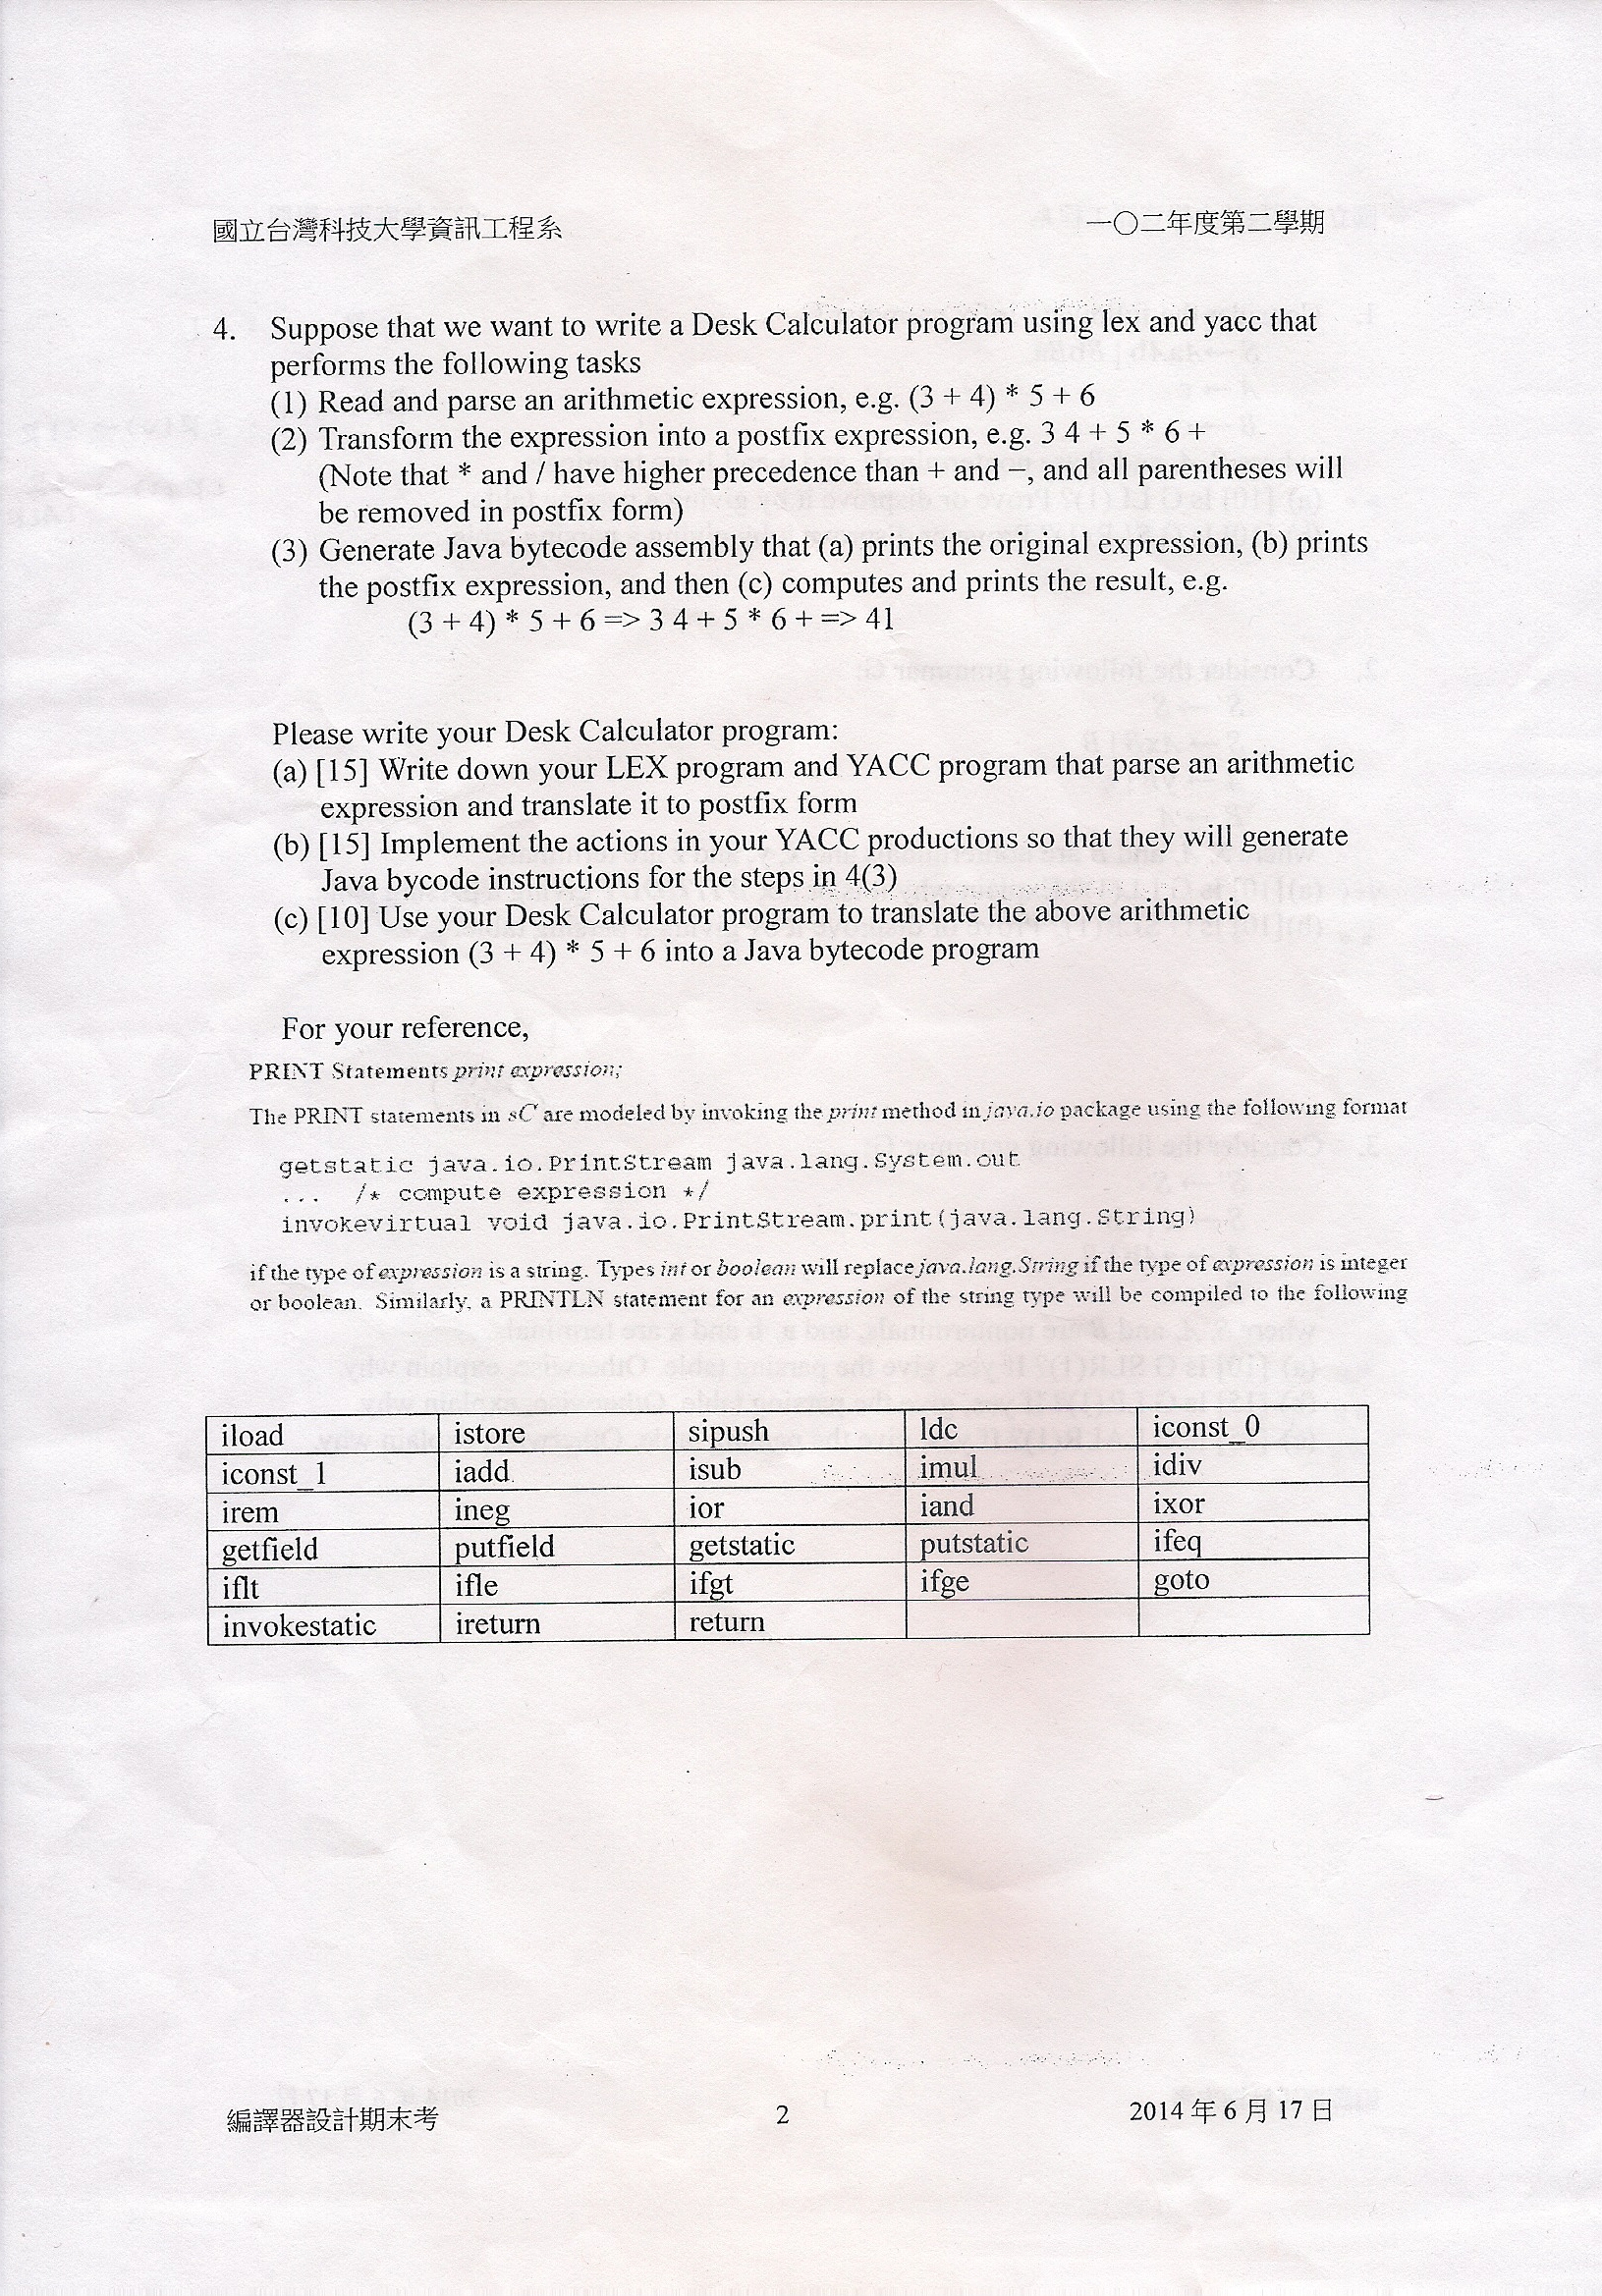 國立台灣科技大學資訊工程系
一〇二年度第二學期
4. Suppose that we want to write a Desk Calculator program using lex and yacc that
performs the following tasks
(1) Read and parse an arithmetic expression, e.g. (3 + 4) * 5 + 6
(2) Transform the expression into a postfix expression, e.g. 3 4 + 5 * 6 +
(Note that * and / have higher precedence than + and −, and all parentheses will
be removed in postfix form)
(3) Generate Java bytecode assembly that (a) prints the original expression, (b) prints
the postfix expression, and then (c) computes and prints the result, e.g.
(3 + 4) * 5 + 6 => 3 4 + 5 * 6 + => 41
Please write your Desk Calculator program:
(a) [15] Write down your LEX program and YACC program that parse an arithmetic
expression and translate it to postfix form
(b) [15] Implement the actions in your YACC productions so that they will generate
Java bycode instructions for the steps in 4(3)
(c) [10] Use your Desk Calculator program to translate the above arithmetic
expression (3 + 4) * 5 + 6 into a Java bytecode program
For your reference,
PRINT Statements print expression;
The PRINT statements in sC are modeled by invoking the print method in java.io package using the following format
getstatic java.io.PrintStream java.lang.System.out
... /* compute expression */
invokevirtual void java.io.PrintStream.print(java.lang.String)
if the type of expression is a string. Types int or boolean will replace java.lang.String if the type of expression is integer
or boolean. Similarly, a PRINTLN statement for an expression of the string type will be compiled to the following
iload istore sipush ldc iconst_0
iconst_1 iadd isub imul idiv
irem ineg ior iand ixor
getfield putfield getstatic putstatic ifeq
iflt ifle ifgt ifge goto
invokestatic ireturn return
編譯器設計期末考
2
2014 年 6 月 17 日